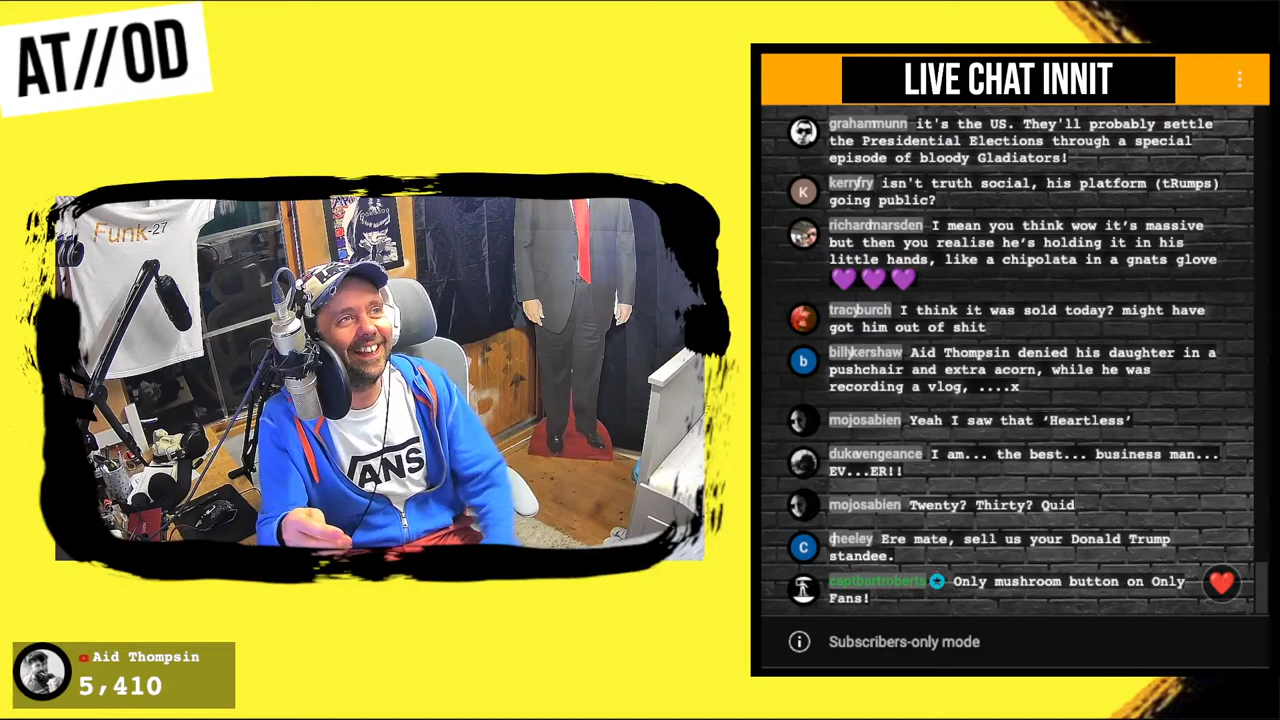 AT//OD
LIVE CHAT INNIT
grahammunn it's the US. They'll probably settle
the Presidential Elections through a special
episode of bloody Gladiators!
K
kerryfry isn't truth social, his platform (tRumps)
going public?
richardmarsden I mean you think wow it’s massive
but then you realise he’s holding it in his
little hands, like a chipolata in a gnats glove
tracyburch I think it was sold today? might have
got him out of shit
b
billykershaw Aid Thompsin denied his daughter in a
pushchair and extra acorn, while he was
recording a vlog, ....x
mojosabien Yeah I saw that ‘Heartless’
I am... the best... business man...
EV...ER!!
mojosabien Twenty? Thirty? Quid
C
cheeley Ere mate, sell us your Donald Trump
standee.
captbartroberts Only mushroom button on Only
Fans!
Subscribers-only mode
Funk-27
VANS
Aid Thompsin
5,410